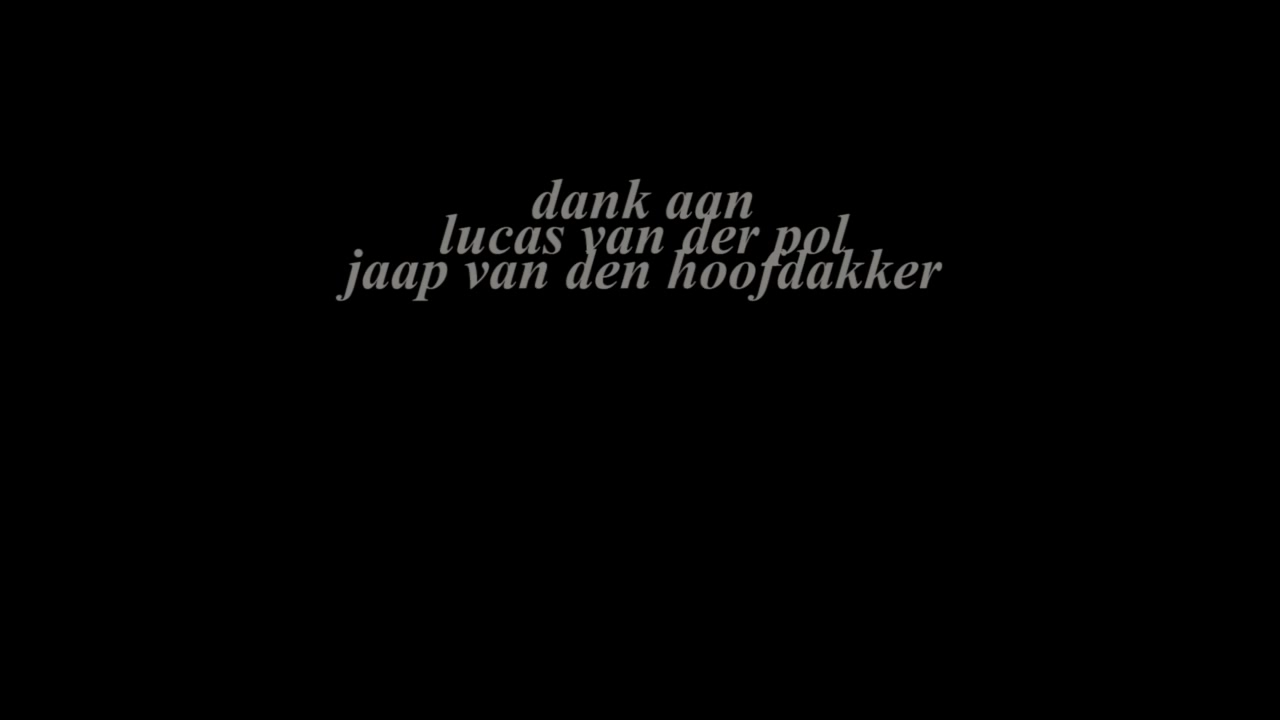 dank aan
lucas van der pol
jaap van den hoofdakker